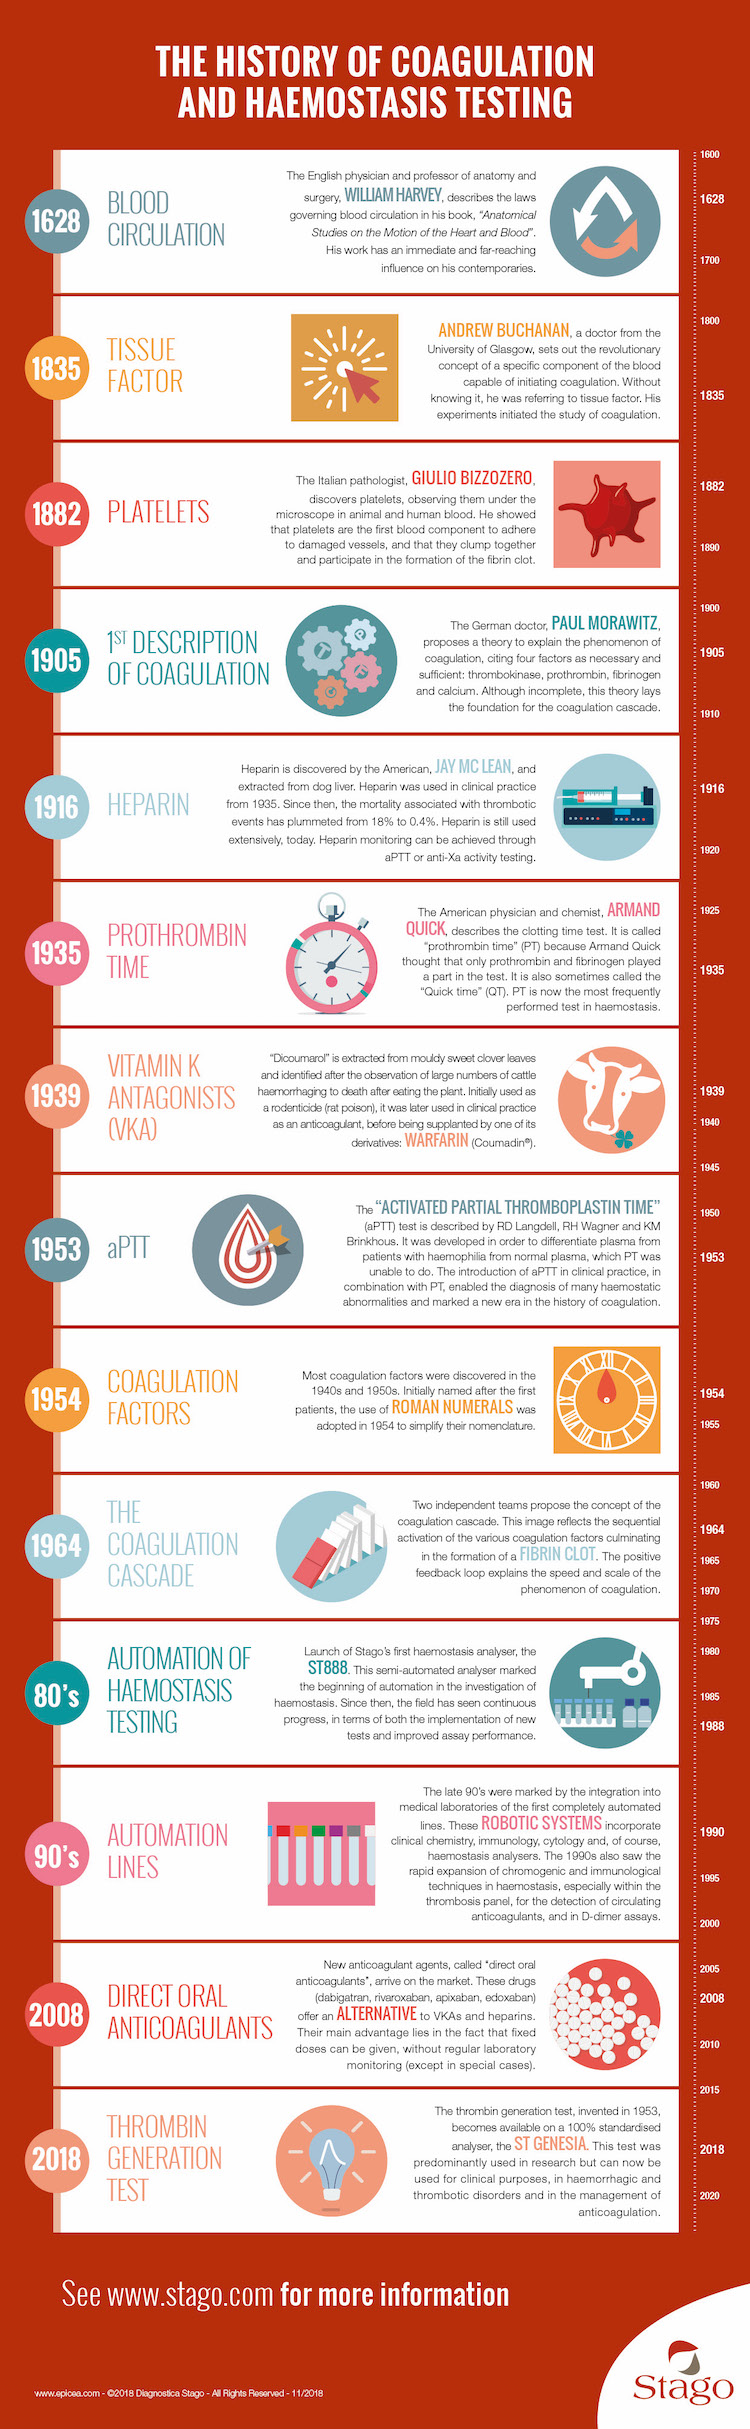 THE HISTORY OF COAGULATION
AND HAEMOSTASIS TESTING
1600
1628
BLOOD
CIRCULATION
The English physician and professor of anatomy and
surgery, WILLIAM HARVEY, describes the laws
governing blood circulation in his book, “Anatomical
Studies on the Motion of the Heart and Blood”.
His work has an immediate and far-reaching
influence on his contemporaries.
1628
1700
1835
TISSUE
FACTOR
ANDREW BUCHANAN, a doctor from the
University of Glasgow, sets out the revolutionary
concept of a specific component of the blood
capable of initiating coagulation. Without
knowing it, he was referring to tissue factor. His
experiments initiated the study of coagulation.
1800
1835
1882
PLATELETS
The Italian pathologist, GIULIO BIZZOZERO,
discovers platelets, observing them under the
microscope in animal and human blood. He showed
that platelets are the first blood component to adhere
to damaged vessels, and that they clump together
and participate in the formation of the fibrin clot.
1882
1890
1905
1ST DESCRIPTION
OF COAGULATION
The German doctor, PAUL MORAWITZ,
proposes a theory to explain the phenomenon of
coagulation, citing four factors as necessary and
sufficient: thrombokinase, prothrombin, fibrinogen
and calcium. Although incomplete, this theory lays
the foundation for the coagulation cascade.
1900
1905
1910
1916
HEPARIN
Heparin is discovered by the American, JAY MC LEAN, and
extracted from dog liver. Heparin was used in clinical practice
from 1935. Since then, the mortality associated with thrombotic
events has plummeted from 18% to 0.4%. Heparin is still used
extensively, today. Heparin monitoring can be achieved through
aPTT or anti-Xa activity testing.
1916
1920
1935
PROTHROMBIN
TIME
The American physician and chemist, ARMAND
QUICK, describes the clotting time test. It is called
“prothrombin time” (PT) because Armand Quick
thought that only prothrombin and fibrinogen played
a part in the test. It is also sometimes called the
“Quick time” (QT). PT is now the most frequently
performed test in haemostasis.
1925
1935
1939
VITAMIN K
ANTAGONISTS
(VKA)
“Dicoumarol” is extracted from mouldy sweet clover leaves
and identified after the observation of large numbers of cattle
haemorrhaging to death after eating the plant. Initially used as
a rodenticide (rat poison), it was later used in clinical practice
as an anticoagulant, before being supplanted by one of its
derivatives: WARFARIN (Coumadin®).
1939
1940
1945
1953
aPTT
The “ACTIVATED PARTIAL THROMBOPLASTIN TIME”
(aPTT) test is described by RD Langdell, RH Wagner and KM
Brinkhous. It was developed in order to differentiate plasma from
patients with haemophilia from normal plasma, which PT was
unable to do. The introduction of aPTT in clinical practice, in
combination with PT, enabled the diagnosis of many haemostatic
abnormalities and marked a new era in the history of coagulation.
1950
1953
1954
COAGULATION
FACTORS
Most coagulation factors were discovered in the
1940s and 1950s. Initially named after the first
patients, the use of ROMAN NUMERALS was
adopted in 1954 to simplify their nomenclature.
1954
1955
1964
THE
COAGULATION
CASCADE
Two independent teams propose the concept of the
coagulation cascade. This image reflects the sequential
activation of the various coagulation factors culminating
in the formation of a FIBRIN CLOT. The positive
feedback loop explains the speed and scale of the
phenomenon of coagulation.
1960
1964
1965
1970
1975
80’s
AUTOMATION OF
HAEMOSTASIS
TESTING
Launch of Stago’s first haemostasis analyser, the
ST888. This semi-automated analyser marked
the beginning of automation in the investigation of
haemostasis. Since then, the field has seen continuous
progress, in terms of both the implementation of new
tests and improved assay performance.
1980
1985
1988
90’s
AUTOMATION
LINES
The late 90’s were marked by the integration into
medical laboratories of the first completely automated
lines. These ROBOTIC SYSTEMS incorporate
clinical chemistry, immunology, cytology and, of course,
haemostasis analysers. The 1990s also saw the
rapid expansion of chromogenic and immunological
techniques in haemostasis, especially within the
thrombosis panel, for the detection of circulating
anticoagulants, and in D-dimer assays.
1990
1995
2000
2008
DIRECT ORAL
ANTICOAGULANTS
New anticoagulant agents, called “direct oral
anticoagulants”, arrive on the market. These drugs
(dabigatran, rivaroxaban, apixaban, edoxaban)
offer an ALTERNATIVE to VKAs and heparins.
Their main advantage lies in the fact that fixed
doses can be given, without regular laboratory
monitoring (except in special cases).
2005
2008
2010
2015
2018
THROMBIN
GENERATION
TEST
The thrombin generation test, invented in 1953,
becomes available on a 100% standardised
analyser, the ST GENESIA. This test was
predominantly used in research but can now be
used for clinical purposes, in haemorrhagic and
thrombotic disorders and in the management of
anticoagulation.
2018
2020
See www.stago.com for more information
www.epicea.com - ©2018 Diagnostica Stago - All Rights Reserved - 11/2018
Stago